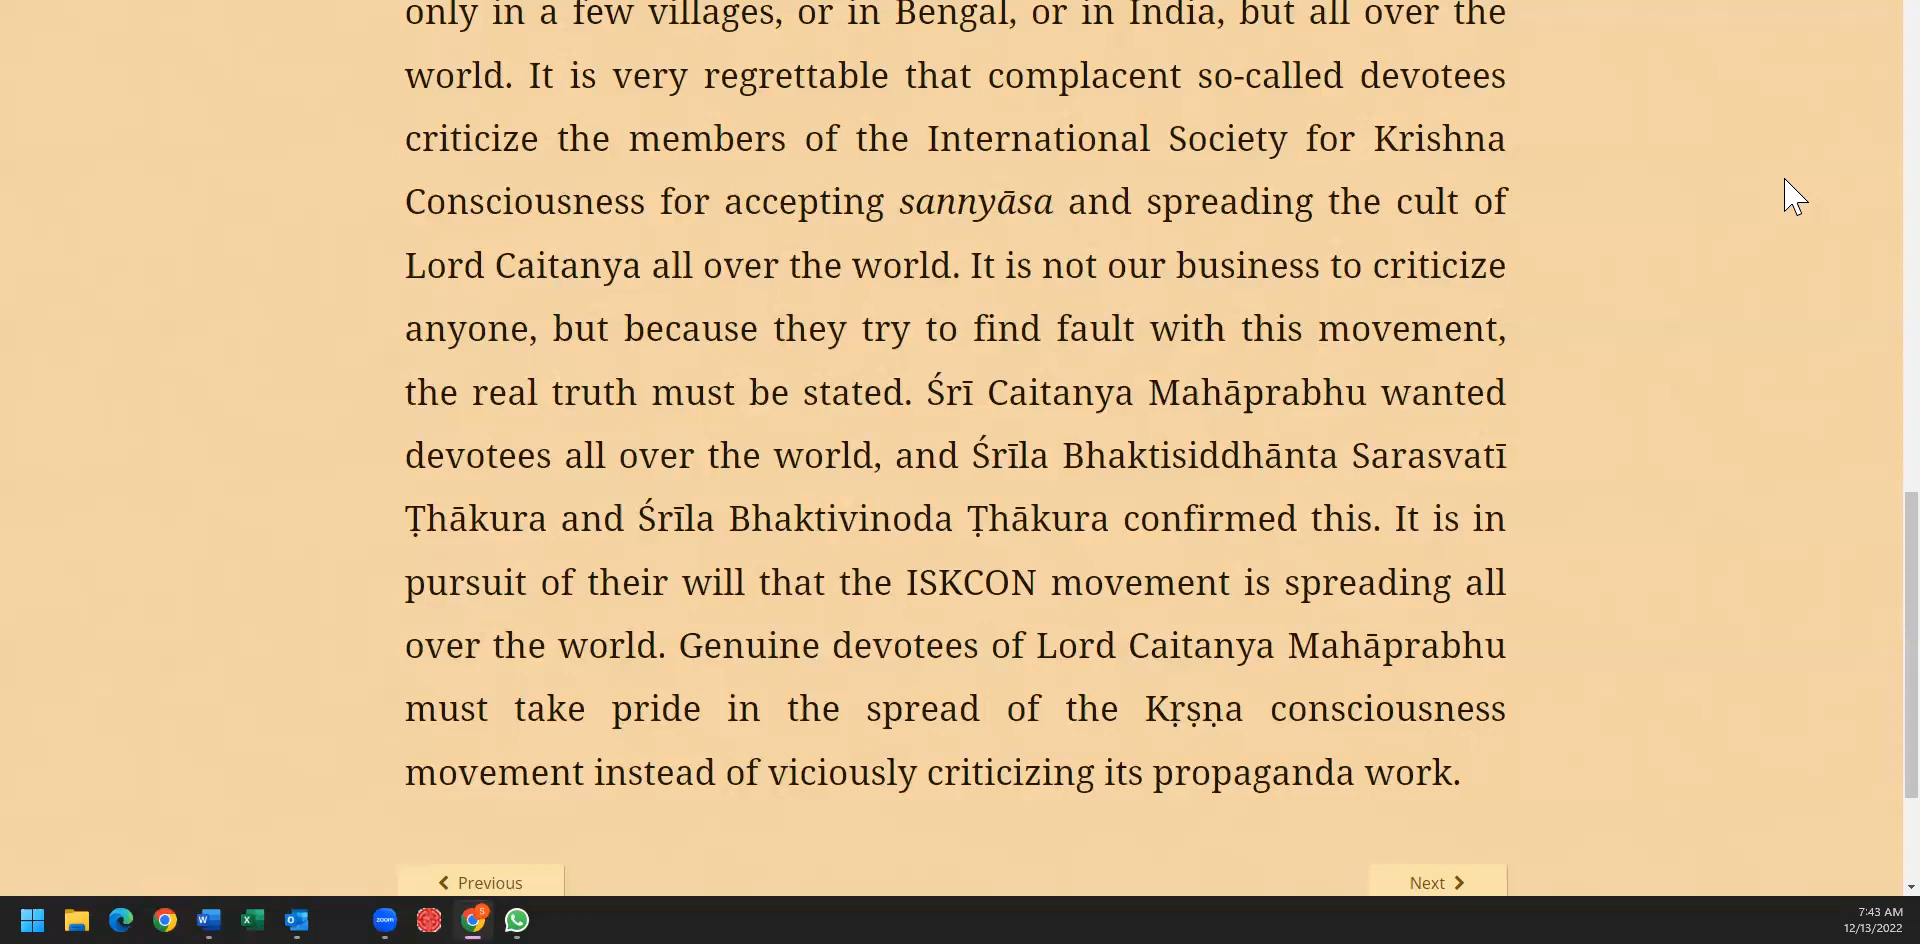 only in a few villages, or in Bengal, or in India, but all over the
world. It is very regrettable that complacent so-called devotees
criticize the members of the International Society for Krishna
Consciousness for accepting sannyāsa and spreading the cult of
Lord Caitanya all over the world. It is not our business to criticize
anyone, but because they try to find fault with this movement,
the real truth must be stated. Śrī Caitanya Mahāprabhu wanted
devotees all over the world, and Śrīla Bhaktisiddhānta Sarasvatī
Ṭhākura and Śrīla Bhaktivinoda Ṭhākura confirmed this. It is in
pursuit of their will that the ISKCON movement is spreading all
over the world. Genuine devotees of Lord Caitanya Mahāprabhu
must take pride in the spread of the Kṛṣṇa consciousness
movement instead of viciously criticizing its propaganda work.
Previous Next
zoom 5
7:43 AM
12/13/2022